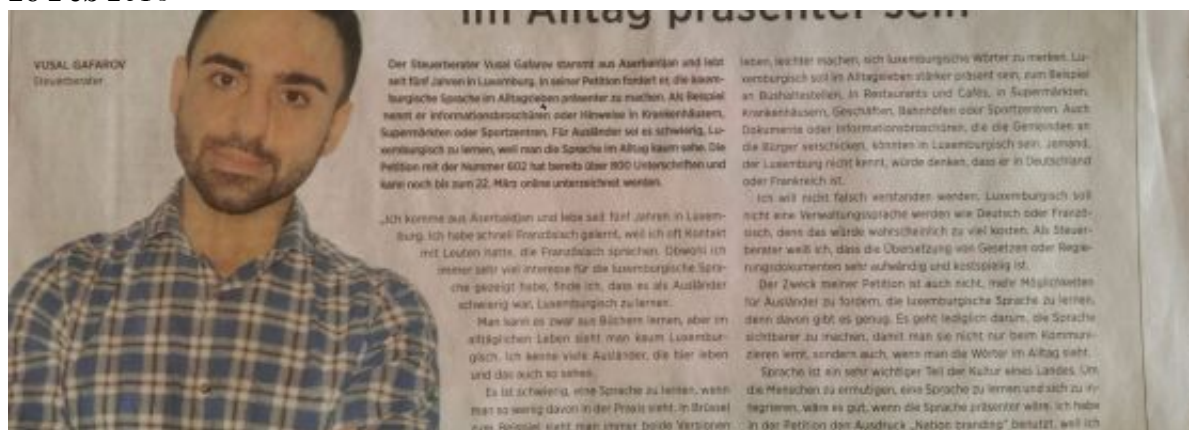 im Alltag präsenter sein
VUSAL GAFAROV
Steuerberater
Der Steuerberater Vusal Gafarov stammt aus Aserbaidjan und lebt
seit fünf Jahren in Luxemburg. In seiner Petition fordert er, die luxem-
burgische Sprache im Alltagsleben präsenter zu machen. Als Beispiel
nennt er Informationsbroschüren oder Hinweise in Krankenhäusern,
Supermärkten oder Sportzentren. Für Ausländer sei es schwierig, Lu-
xemburgisch zu lernen, weil man die Sprache im Alltag kaum sehe. Die
Petition mit der Nummer 602 hat bereits über 800 Unterschriften und
kann noch bis zum 22. März online unterzeichnet werden.
„Ich komme aus Aserbaidjan und lebe seit fünf Jahren in Luxem-
burg. Ich habe schnell Französisch gelernt, weil ich oft Kontakt
mit Leuten hatte, die Französisch sprechen. Obwohl ich
immer sehr viel Interesse für die luxemburgische Spra-
che gezeigt habe, finde ich, dass es als Ausländer
schwierig war, Luxemburgisch zu lernen.
Man kann es zwar aus Büchern lernen, aber im
alltäglichen Leben sieht man kaum Luxembur-
gisch. Ich kenne viele Ausländer, die hier leben
und das auch so sehen.
Es ist schwierig, eine Sprache zu lernen, wenn
man so wenig davon in der Praxis sieht. In Brüssel
zum Beispiel sieht man immer beide Versionen
leben, leichter machen, sich luxemburgische Wörter zu merken. Lu-
xemburgisch soll im Alltagsleben stärker präsent sein, zum Beispiel
an Bushaltestellen, in Restaurants und Cafés, in Supermärkten,
Krankenhäusern, Geschäften, Bahnhöfen oder Sportzentren. Auch
Dokumente oder Informationsbroschüren, die die Gemeinden an
die Bürger verschicken, könnten in Luxemburgisch sein. Jemand,
der Luxemburg nicht kennt, würde denken, dass er in Deutschland
oder Frankreich ist.
Ich will nicht falsch verstanden werden. Luxemburgisch soll
nicht eine Verwaltungssprache werden wie Deutsch oder Franzö-
sisch, denn das würde wahrscheinlich zu viel kosten. Als Steuer-
berater weiß ich, dass die Übersetzung von Gesetzen oder Regie-
rungsdokumenten sehr aufwändig und kostspielig ist.
Der Zweck meiner Petition ist auch nicht, mehr Möglichkeiten
für Ausländer zu fordern, die luxemburgische Sprache zu lernen,
denn davon gibt es genug. Es geht lediglich darum, die Sprache
sichtbarer zu machen, damit man sie nicht nur beim Kommuni-
zieren lernt, sondern auch, wenn man die Wörter im Alltag sieht.
Sprache ist ein sehr wichtiger Teil der Kultur eines Landes. Um
die Menschen zu ermutigen, eine Sprache zu lernen und sich zu in-
tegrieren, wäre es gut, wenn die Sprache präsenter wäre. Ich habe
in der Petition den Ausdruck „Nation branding" benutzt, weil ich